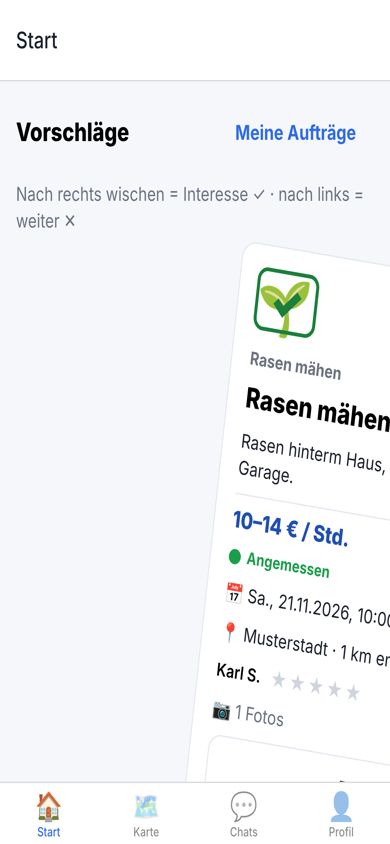 Start
Vorschläge
Meine Aufträge
Nach rechts wischen = Interesse ✓ · nach links =
weiter ✕
Rasen mähen
Rasen mähen
Rasen hinterm Haus,
Garage.
10–14 € / Std.
Angemessen
📅 Sa., 21.11.2026, 10:00
📍 Musterstadt · 1 km
Karl S. ★★★★★
📷 1 Fotos
Start
Karte
Chats
Profil